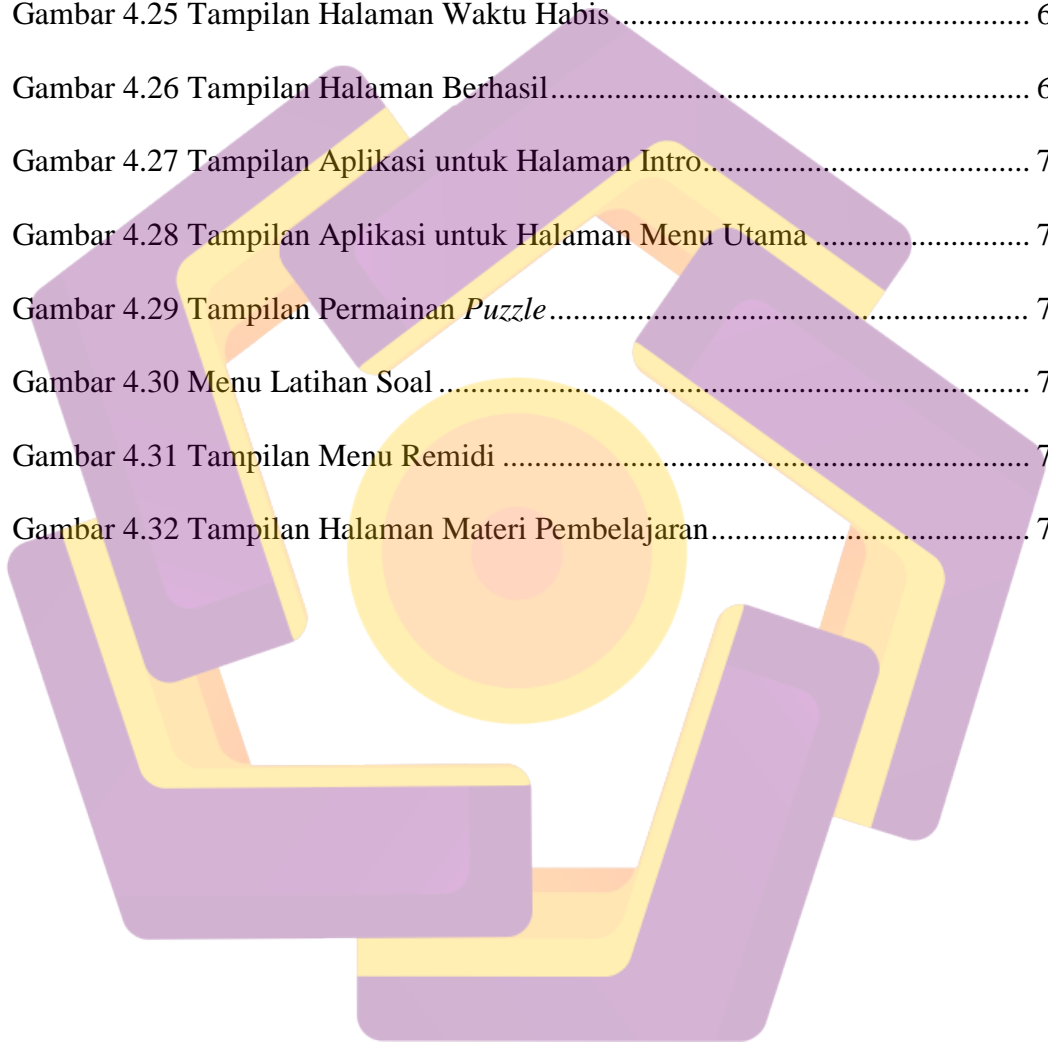 Gambar 4.25 Tampilan Halaman Waktu Habis.................................................. 6
Gambar 4.26 Tampilan Halaman Berhasil.......................................................... 6
Gambar 4.27 Tampilan Aplikasi untuk Halaman Intro....................................... 7
Gambar 4.28 Tampilan Aplikasi untuk Halaman Menu Utama .......................... 7
Gambar 4.29 Tampilan Permainan Puzzle.......................................................... 7
Gambar 4.30 Menu Latihan Soal ....................................................................... 7
Gambar 4.31 Tampilan Menu Remidi ................................................................ 7
Gambar 4.32 Tampilan Halaman Materi Pembelajaran...................................... 7